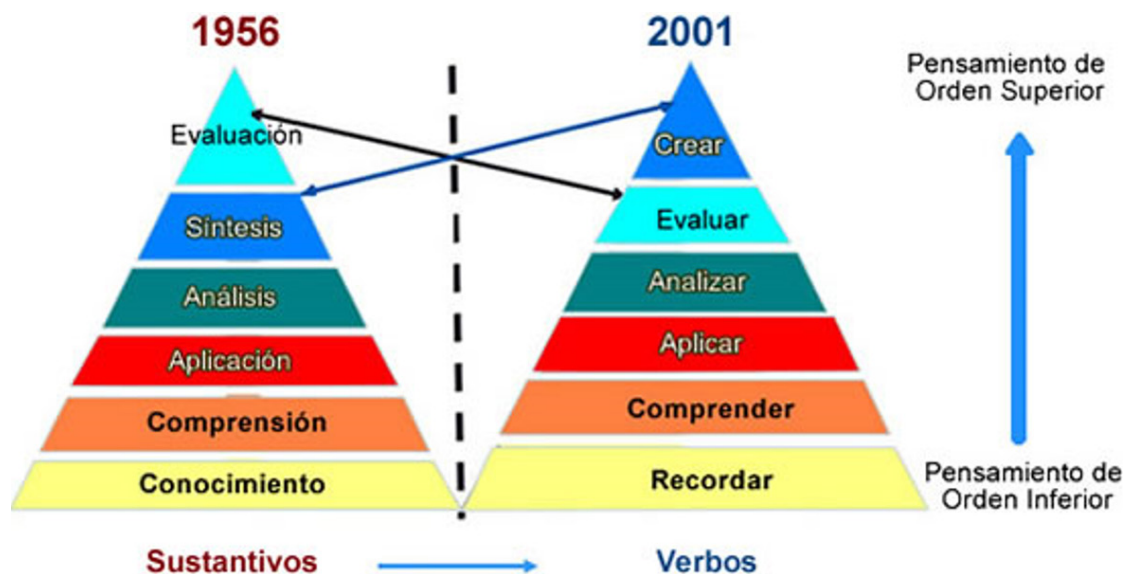 1956
Evaluación
Síntesis
Análisis
Aplicación
Comprensión
Conocimiento
Sustantivos
2001
Crear
Evaluar
Analizar
Aplicar
Comprender
Recordar
Verbos
Pensamiento de
Orden Superior
Pensamiento de
Orden Inferior